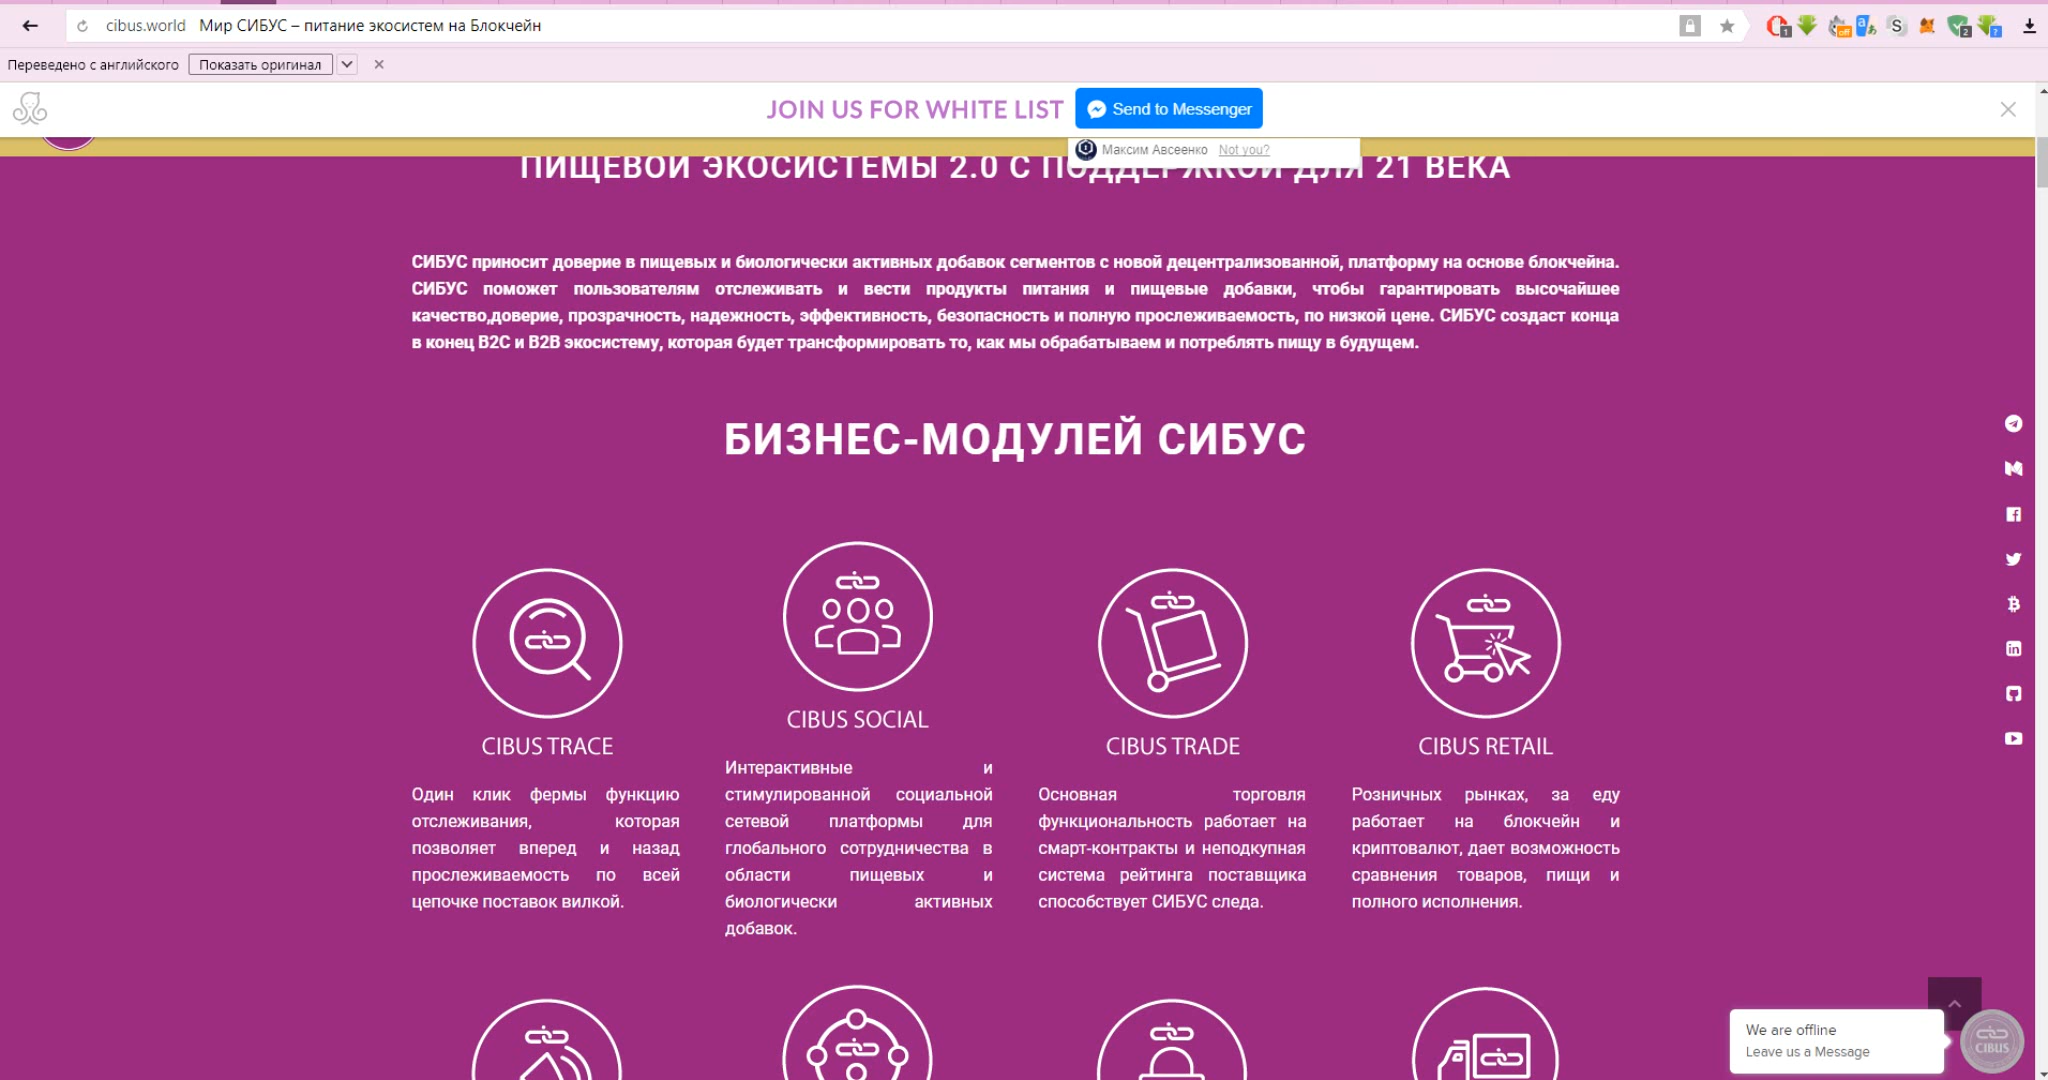 cibus.world Мир СИБУС – питание экосистем на Блокчейн
Переведено с английского Показать оригинал
JOIN US FOR WHITE LIST Send to Messenger
Максим Авсеенко Not you?
ПИЩЕВОЙ ЭКОСИСТЕМЫ 2.0 С ПОДДЕРЖКОЙ ДЛЯ 21 ВЕКА
СИБУС приносит доверие в пищевых и биологически активных добавок сегментов с новой децентрализованной, платформу на основе блокчейна.
СИБУС поможет пользователям отслеживать и вести продукты питания и пищевые добавки, чтобы гарантировать высочайшее
качество,доверие, прозрачность, надежность, эффективность, безопасность и полную прослеживаемость, по низкой цене. СИБУС создаст конца
в конец B2C и B2B экосистему, которая будет трансформировать то, как мы обрабатываем и потреблять пищу в будущем.
БИЗНЕС-МОДУЛЕЙ СИБУС
CIBUS TRACE
Один клик фермы функцию
отслеживания, которая
позволяет вперед и назад
прослеживаемость по всей
цепочке поставок вилкой.
CIBUS SOCIAL
Интерактивные и
стимулированной социальной
сетевой платформы для
глобального сотрудничества в
области пищевых и
биологически активных
добавок.
CIBUS TRADE
Основная торговля
функциональность работает на
смарт-контракты и неподкупная
система рейтинга поставщика
способствует СИБУС следа.
CIBUS RETAIL
Розничных рынках, за еду
работает на блокчейн и
криптовалют, дает возможность
сравнения товаров, пищи и
полного исполнения.
We are offline
Leave us a Message
CIBUS